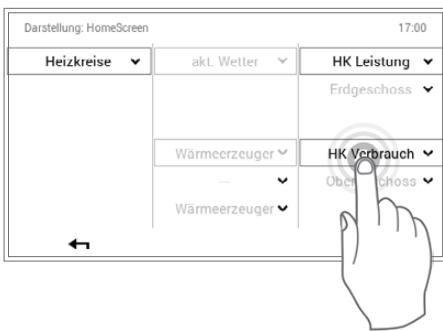 Darstellung: HomeScreen 17:00
Heizkreise akt. Wetter HK Leistung
Erdgeschoss
Wärmeerzeuger HK Verbrauch
—
Wärmeerzeuger